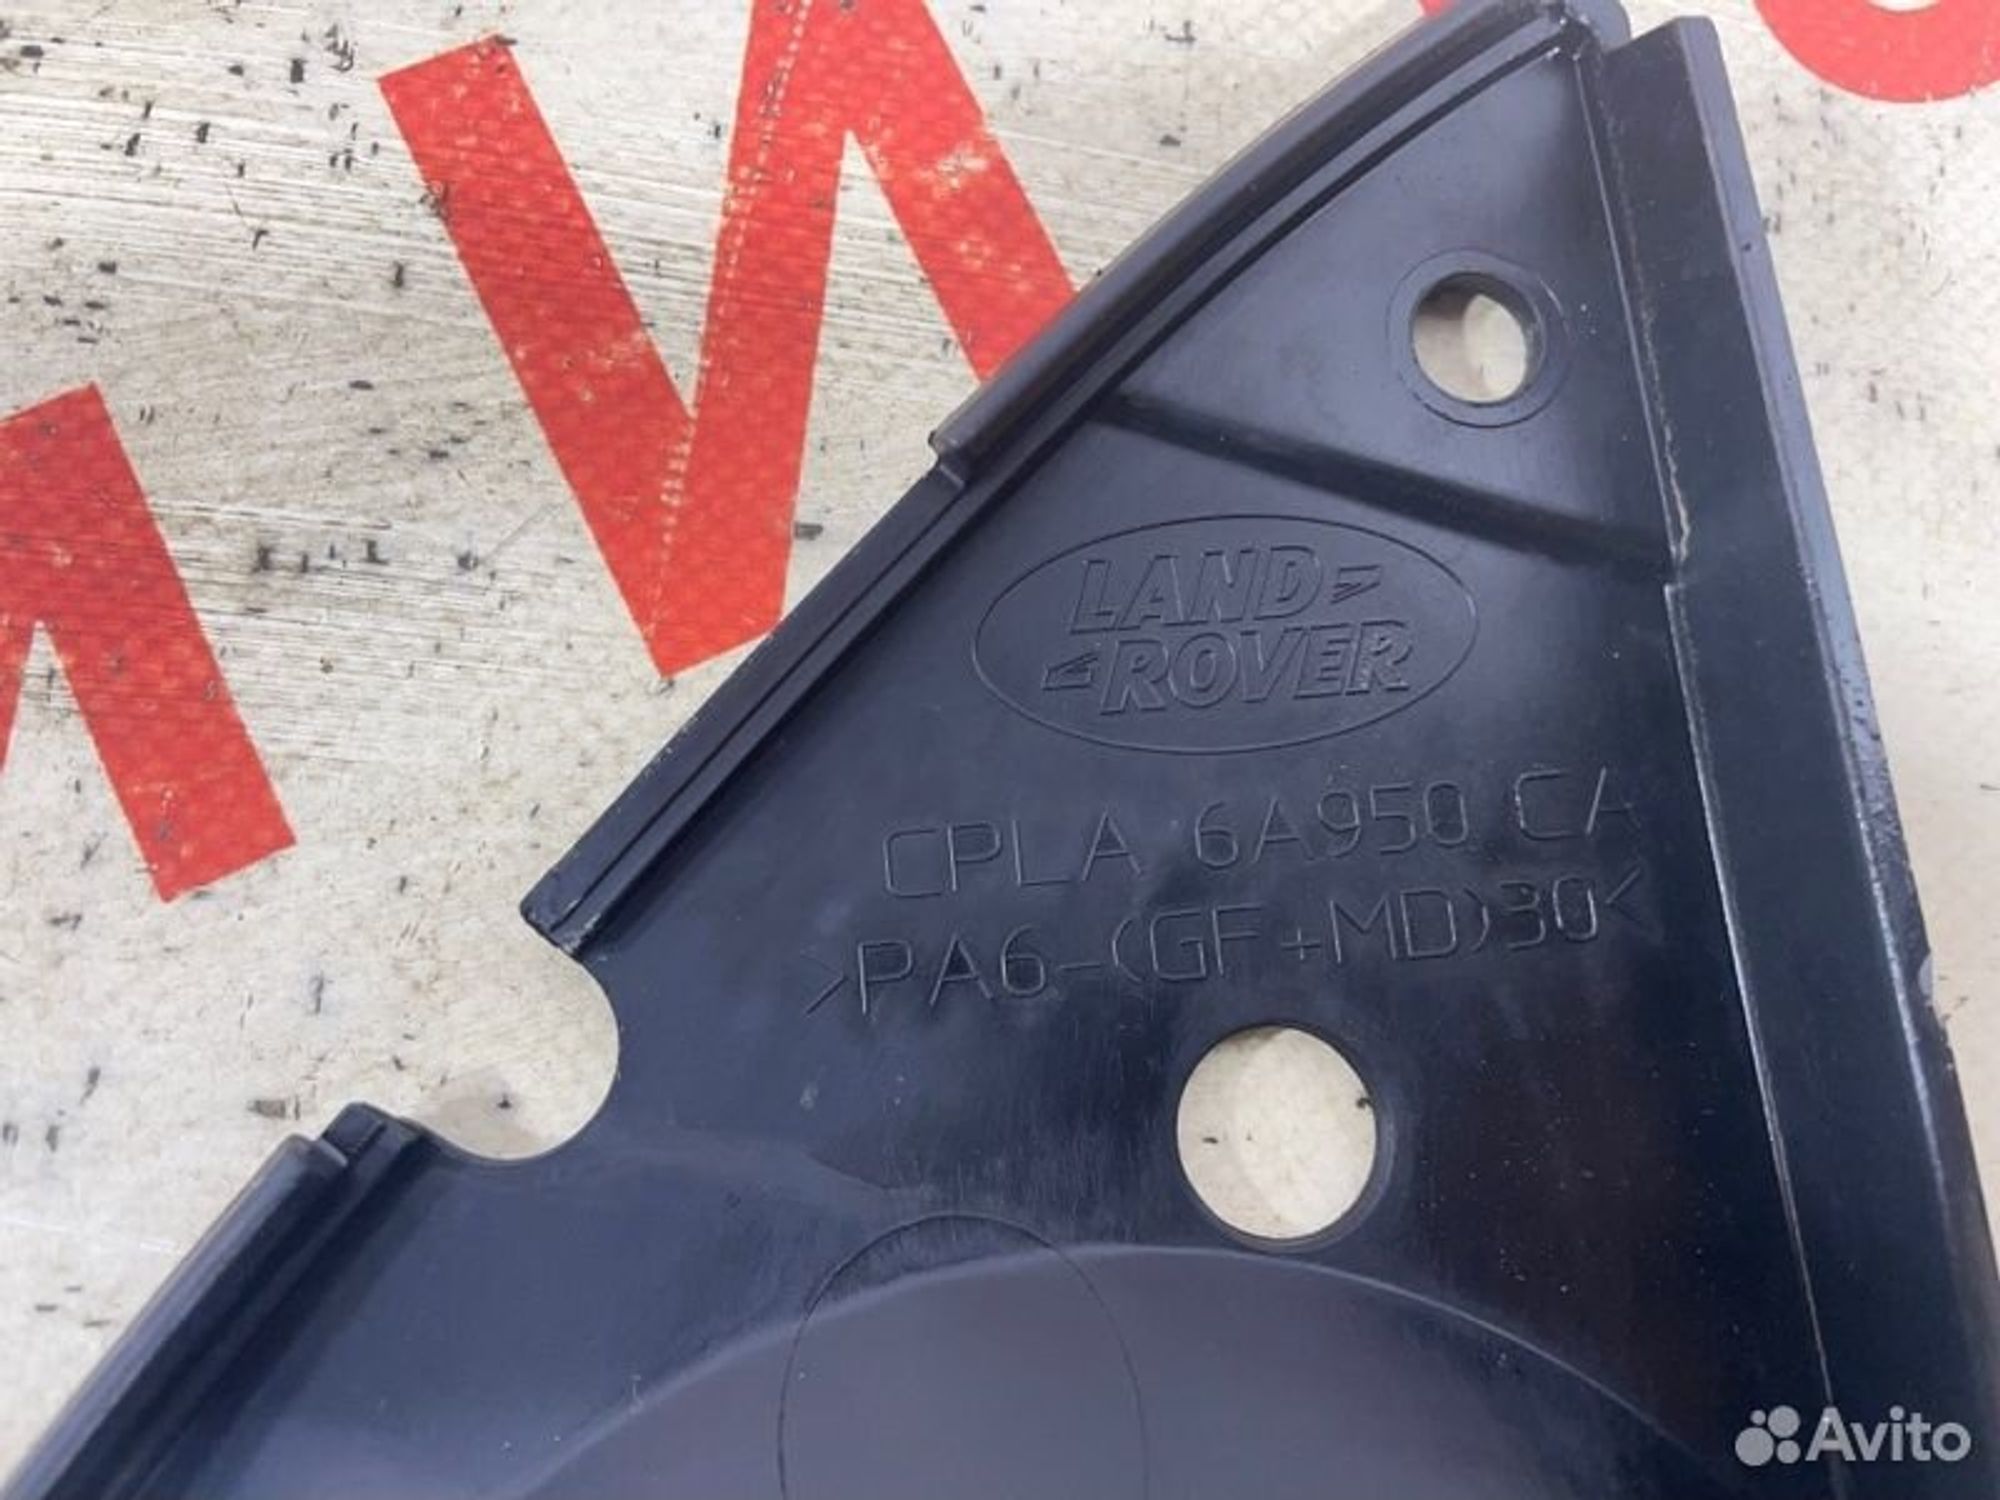 LAND
ROVER
CPLA 6A950 CA
>PA6-(GF+MD)30<
Avito